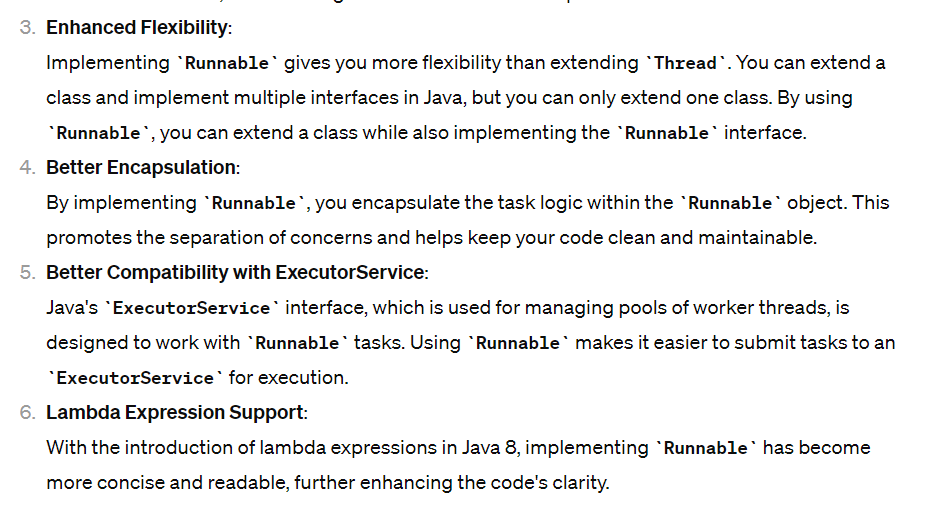 3. Enhanced Flexibility:
Implementing `Runnable` gives you more flexibility than extending `Thread`. You can extend a
class and implement multiple interfaces in Java, but you can only extend one class. By using
`Runnable`, you can extend a class while also implementing the `Runnable` interface.
4. Better Encapsulation:
By implementing `Runnable`, you encapsulate the task logic within the `Runnable` object. This
promotes the separation of concerns and helps keep your code clean and maintainable.
5. Better Compatibility with ExecutorService:
Java's `ExecutorService` interface, which is used for managing pools of worker threads, is
designed to work with `Runnable` tasks. Using `Runnable` makes it easier to submit tasks to an
`ExecutorService` for execution.
6. Lambda Expression Support:
With the introduction of lambda expressions in Java 8, implementing `Runnable` has become
more concise and readable, further enhancing the code's clarity.